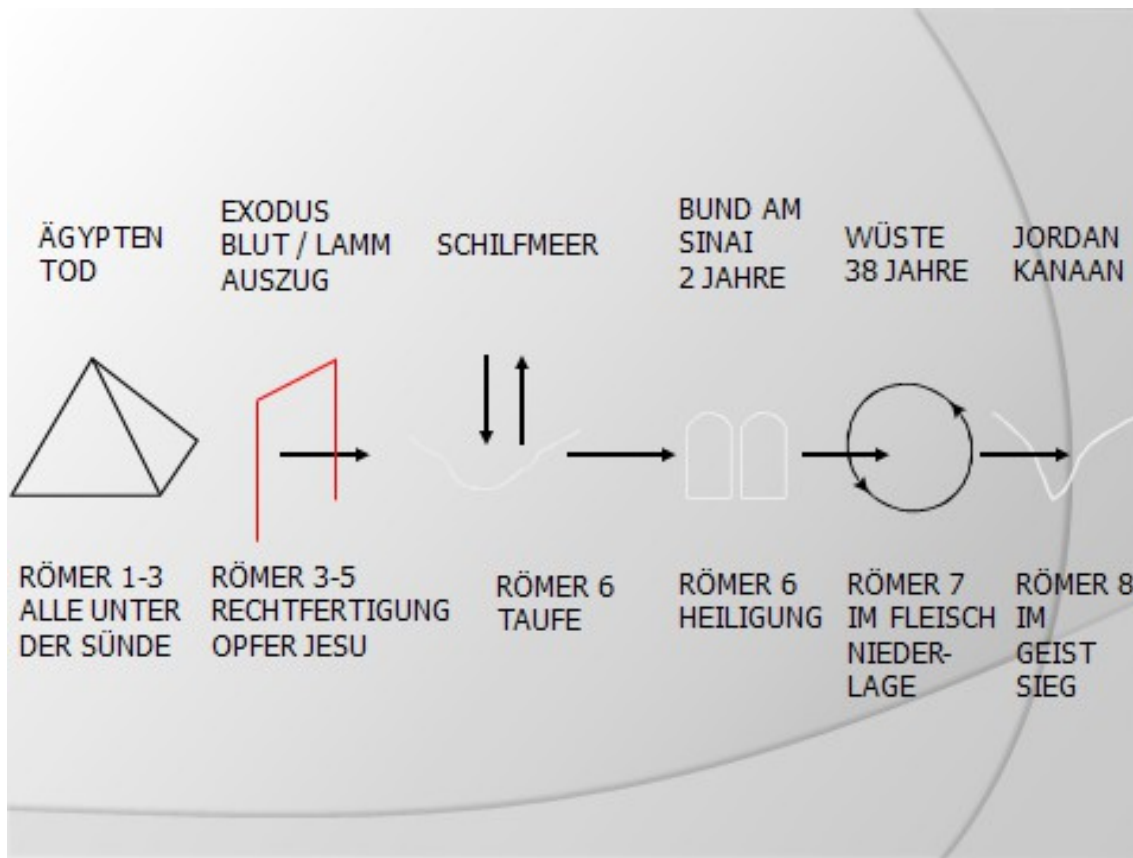 ÄGYPTEN
TOD
EXODUS
BLUT / LAMM
AUSZUG
SCHILFMEER
BUND AM
SINAI
2 JAHRE
WÜSTE
38 JAHRE
JORDAN
KANAAN
RÖMER 1-3
ALLE UNTER
DER SÜNDE
RÖMER 3-5
RECHTFERTIGUNG
OPFER JESU
RÖMER 6
TAUFE
RÖMER 6
HEILIGUNG
RÖMER 7
IM FLEISCH
NIEDER-
LAGE
RÖMER 8
IM
GEIST
SIEG